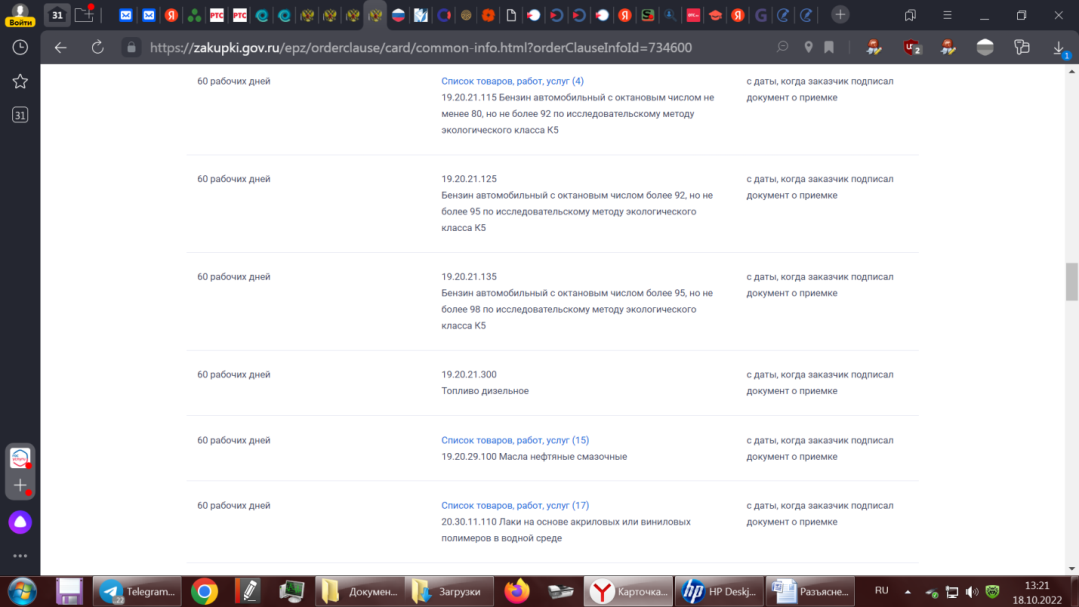 Войти
31
РТС
РТС
https://zakupki.gov.ru/epz/orderclause/card/common-info.html?orderClauseInfoId=734600
2
1
31
60 рабочих дней
Список товаров, работ, услуг (4)
19.20.21.115 Бензин автомобильный с октановым числом не
менее 80, но не более 92 по исследовательскому методу
экологического класса К5
с даты, когда заказчик подписал
документ о приемке
60 рабочих дней
19.20.21.125
Бензин автомобильный с октановым числом более 92, но не
более 95 по исследовательскому методу экологического
класса К5
с даты, когда заказчик подписал
документ о приемке
60 рабочих дней
19.20.21.135
Бензин автомобильный с октановым числом более 95, но не
более 98 по исследовательскому методу экологического
класса К5
с даты, когда заказчик подписал
документ о приемке
60 рабочих дней
19.20.21.300
Топливо дизельное
с даты, когда заказчик подписал
документ о приемке
60 рабочих дней
Список товаров, работ, услуг (15)
19.20.29.100 Масла нефтяные смазочные
с даты, когда заказчик подписал
документ о приемке
60 рабочих дней
Список товаров, работ, услуг (17)
20.30.11.110 Лаки на основе акриловых или виниловых
полимеров в водной среде
с даты, когда заказчик подписал
документ о приемке
Telegram...
Докумен...
Загрузки
Карточка...
HP Deskj...
Разъясне...
RU
13:21
18.10.2022